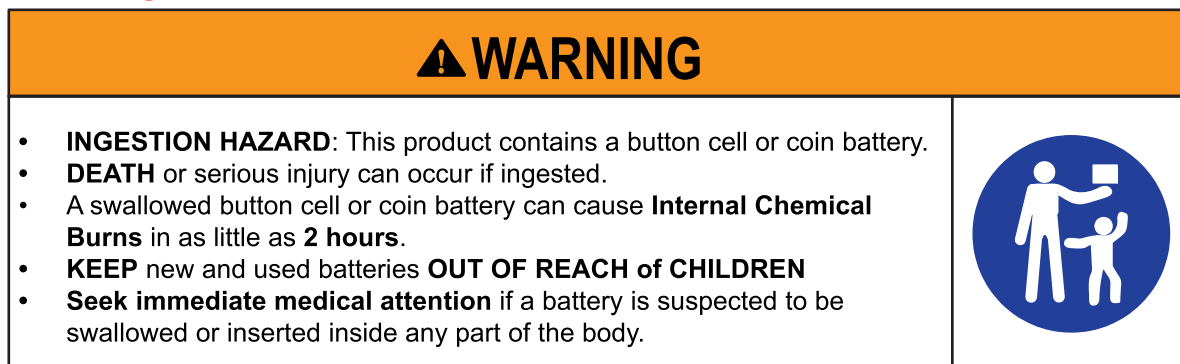 WARNING
• INGESTION HAZARD: This product contains a button cell or coin battery.
• DEATH or serious injury can occur if ingested.
• A swallowed button cell or coin battery can cause Internal Chemical
Burns in as little as 2 hours.
• KEEP new and used batteries OUT OF REACH of CHILDREN
• Seek immediate medical attention if a battery is suspected to be
swallowed or inserted inside any part of the body.